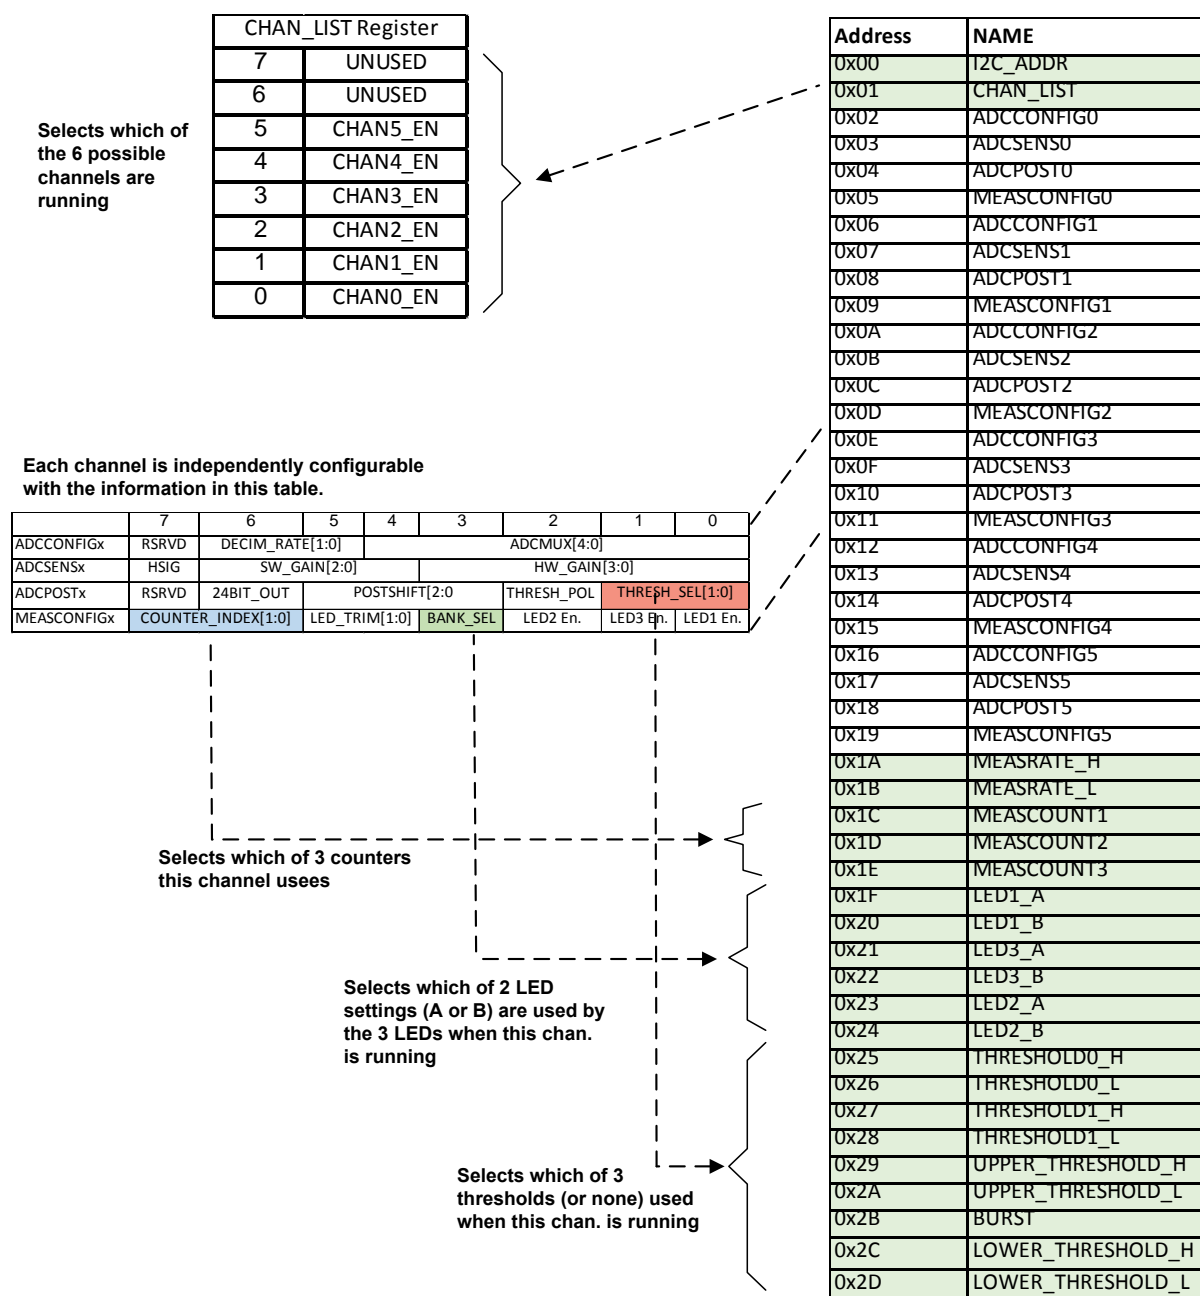 CHAN_LIST Register
7 UNUSED
6 UNUSED
5 CHAN5_EN
4 CHAN4_EN
3 CHAN3_EN
2 CHAN2_EN
1 CHAN1_EN
0 CHAN0_EN
Selects which of
the 6 possible
channels are
running
Each channel is independently configurable
with the information in this table.
7 6 5 4 3 2 1 0
ADCCONFIGx RSRVD DECIM_RATE[1:0] ADCMUX[4:0]
ADCSENSx HSIG SW_GAIN[2:0] HW_GAIN[3:0]
ADCPOSTx RSRVD 24BIT_OUT POSTSHIFT[2:0 THRESH_POL THRESH_SEL[1:0]
MEASCONFIGx COUNTER_INDEX[1:0] LED_TRIM[1:0] BANK_SEL LED2 En. LED3 En. LED1 En.
Selects which of 3 counters
this channel usees
Selects which of 2 LED
settings (A or B) are used by
the 3 LEDs when this chan.
is running
Selects which of 3
thresholds (or none) used
when this chan. is running
Address NAME
0x00 I2C_ADDR
0x01 CHAN_LIST
0x02 ADCCONFIG0
0x03 ADCSENS0
0x04 ADCPOST0
0x05 MEASCONFIG0
0x06 ADCCONFIG1
0x07 ADCSENS1
0x08 ADCPOST1
0x09 MEASCONFIG1
0x0A ADCCONFIG2
0x0B ADCSENS2
0x0C ADCPOST2
0x0D MEASCONFIG2
0x0E ADCCONFIG3
0x0F ADCSENS3
0x10 ADCPOST3
0x11 MEASCONFIG3
0x12 ADCCONFIG4
0x13 ADCSENS4
0x14 ADCPOST4
0x15 MEASCONFIG4
0x16 ADCCONFIG5
0x17 ADCSENS5
0x18 ADCPOST5
0x19 MEASCONFIG5
0x1A MEASRATE_H
0x1B MEASRATE_L
0x1C MEASCOUNT1
0x1D MEASCOUNT2
0x1E MEASCOUNT3
0x1F LED1_A
0x20 LED1_B
0x21 LED3_A
0x22 LED3_B
0x23 LED2_A
0x24 LED2_B
0x25 THRESHOLD0_H
0x26 THRESHOLD0_L
0x27 THRESHOLD1_H
0x28 THRESHOLD1_L
0x29 UPPER_THRESHOLD_H
0x2A UPPER_THRESHOLD_L
0x2B BURST
0x2C LOWER_THRESHOLD_H
0x2D LOWER_THRESHOLD_L